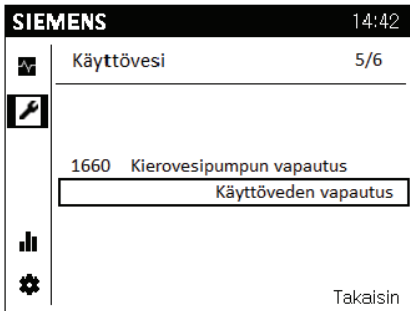 SIEMENS 14:42
Käyttövesi 5/6
1660 Kierovesipumpun vapautus
Käyttöveden vapautus
Takaisin